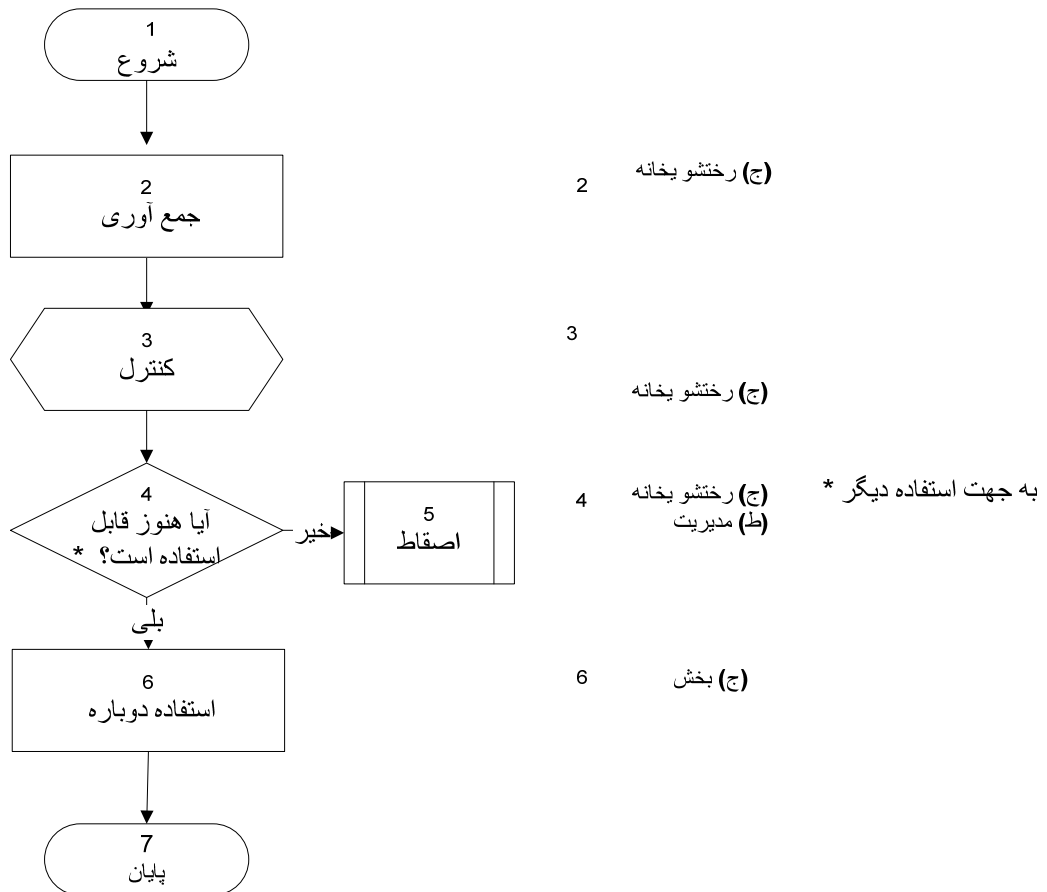 1
شروع
2
جمع آوری
2
(ج) رختشو یخانه
3
کنترل
3
(ج) رختشو یخانه
4
آیا هنوز قابل
استفاده است؟ *
خیر
5
اصقاط
4
(ج) رختشو یخانه
(ط) مدیریت
به جهت استفاده دیگر *
بلی
6
استفاده دوباره
6
(ج) بخش
7
پایان